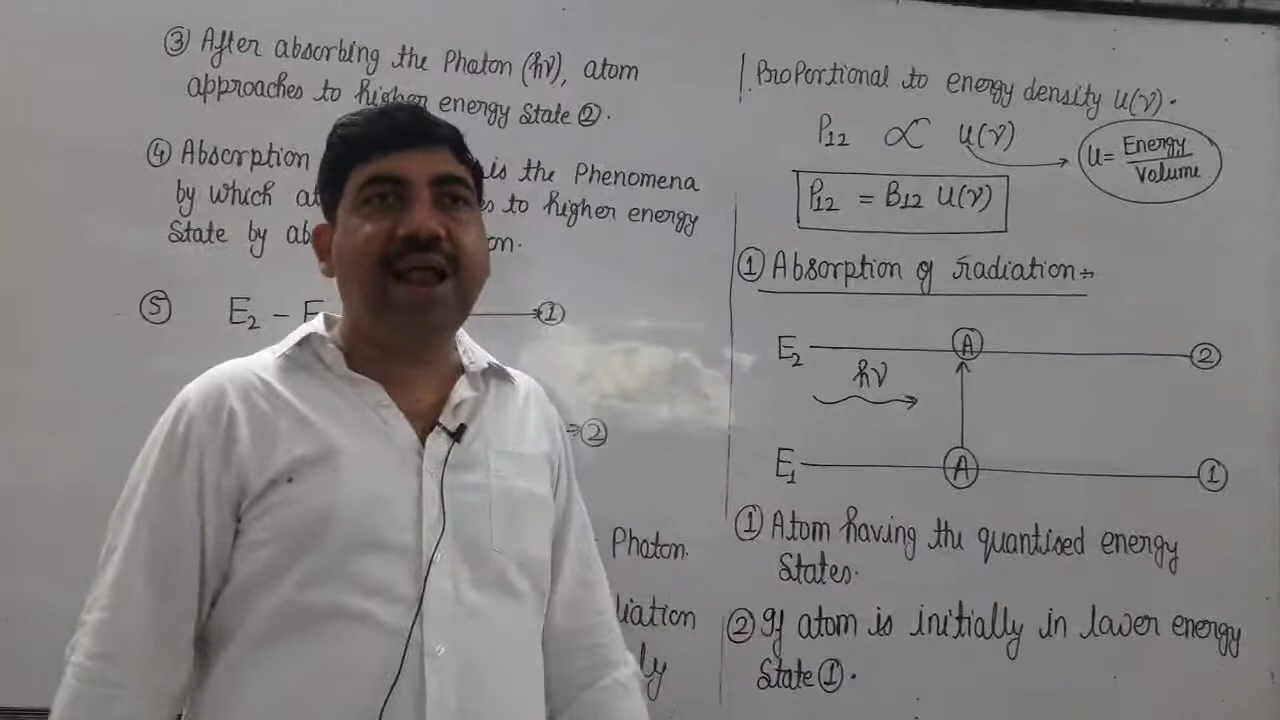 ③ After absorbing the Photon (hν), atom
approaches to higher energy State ②.
④ Absorption is the Phenomena
by which to higher energy
State by
⑤ E₂ - ①
②
Photon.
Proportional to energy density u(ν).
P₁₂ ∝ u(ν)
u = Energy / Volume
P₁₂ = B₁₂ U(ν)
① Absorption of radiation:-
E₂ A ②
hν
E₁ A ①
① Atom having the quantised energy
States.
② If atom is initially in lower energy
State ①.